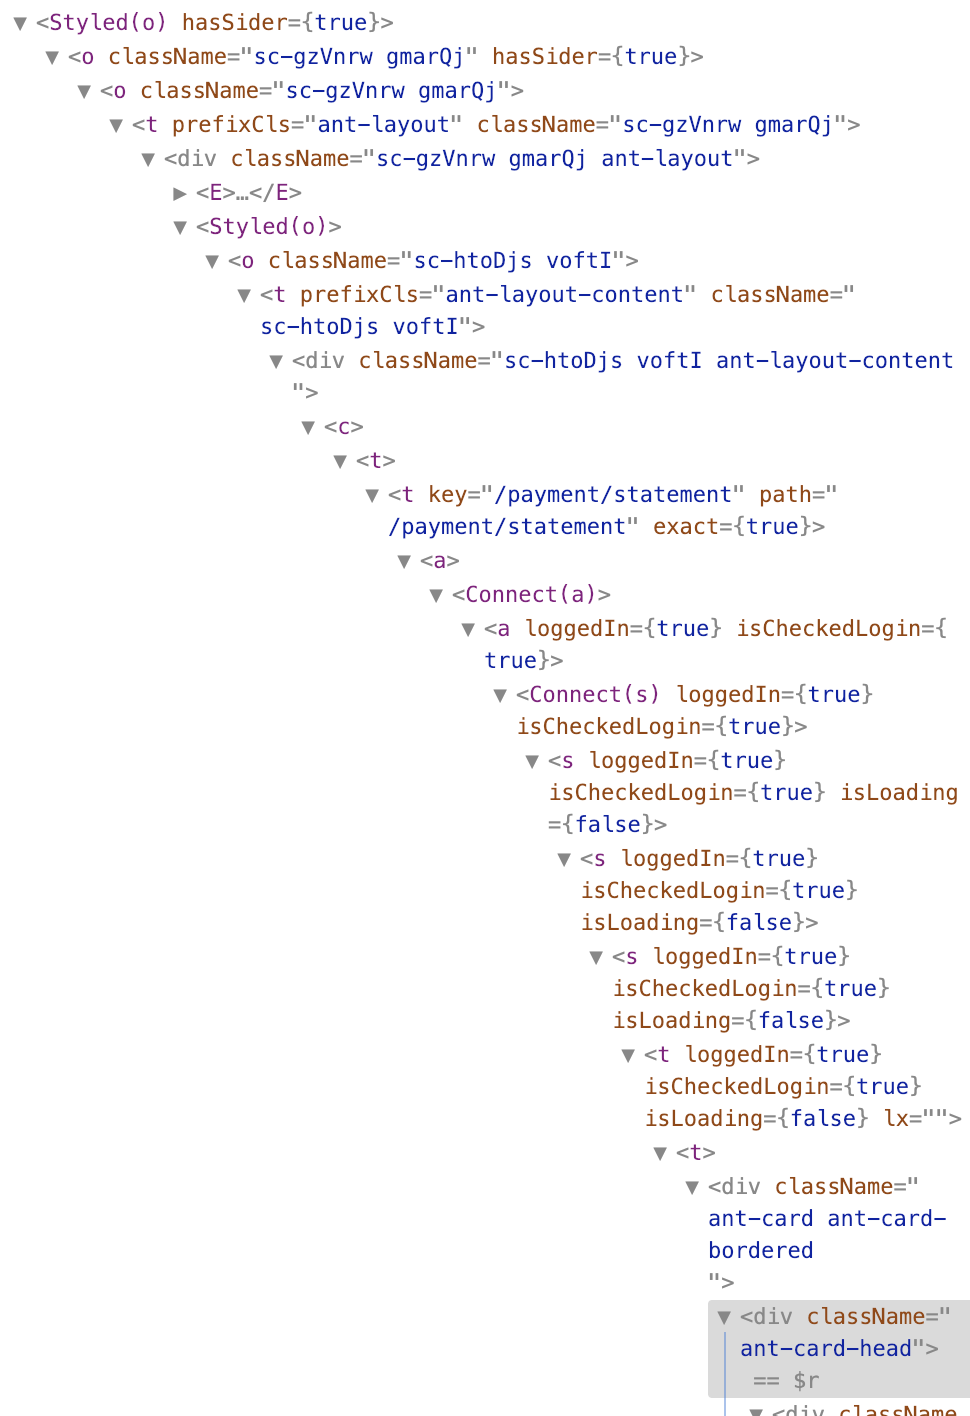 ▼ <Styled(o) hasSider={true}>
▼ <o className="sc-gzVnrw gmarQj" hasSider={true}>
▼ <o className="sc-gzVnrw gmarQj">
▼ <t prefixCls="ant-layout" className="sc-gzVnrw gmarQj">
▼ <div className="sc-gzVnrw gmarQj ant-layout">
▶ <E>…</E>
▼ <Styled(o)>
▼ <o className="sc-htoDjs voftI">
▼ <t prefixCls="ant-layout-content" className="
sc-htoDjs voftI">
▼ <div className="sc-htoDjs voftI ant-layout-content
">
▼ <c>
▼ <t>
▼ <t key="/payment/statement" path="
/payment/statement" exact={true}>
▼ <a>
▼ <Connect(a)>
▼ <a loggedIn={true} isCheckedLogin={
true}>
▼ <Connect(s) loggedIn={true}
isCheckedLogin={true}>
▼ <s loggedIn={true}
isCheckedLogin={true} isLoading
={false}>
▼ <s loggedIn={true}
isCheckedLogin={true}
isLoading={false}>
▼ <s loggedIn={true}
isCheckedLogin={true}
isLoading={false}>
▼ <t loggedIn={true}
isCheckedLogin={true}
isLoading={false} lx="">
▼ <t>
▼ <div className="
ant-card ant-card-
bordered
">
▼ <div className="
ant-card-head">
== $r
▼ <div className